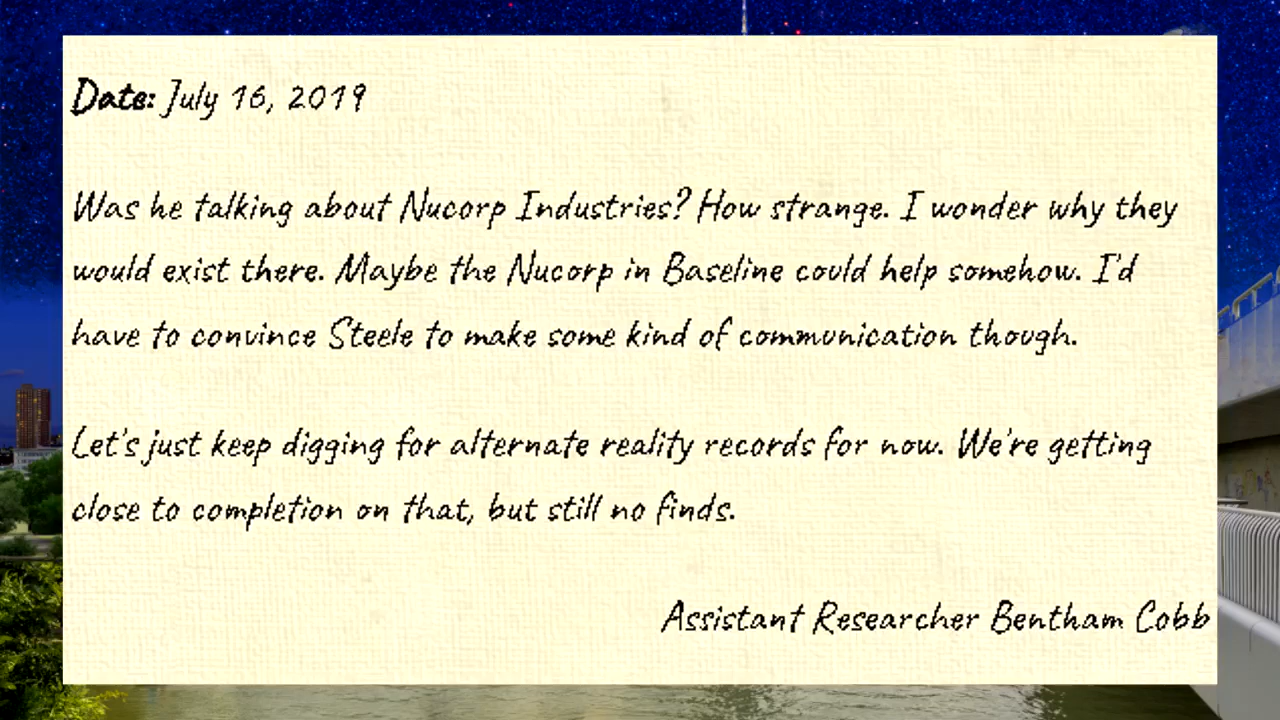 Date: July 16, 2019
Was he talking about Nucorp Industries? How strange. I wonder why they
would exist there. Maybe the Nucorp in Baseline could help somehow. I'd
have to convince Steele to make some kind of communication though.
Let's just keep digging for alternate reality records for now. We're getting
close to completion on that, but still no finds.
Assistant Researcher Bentham Cobb